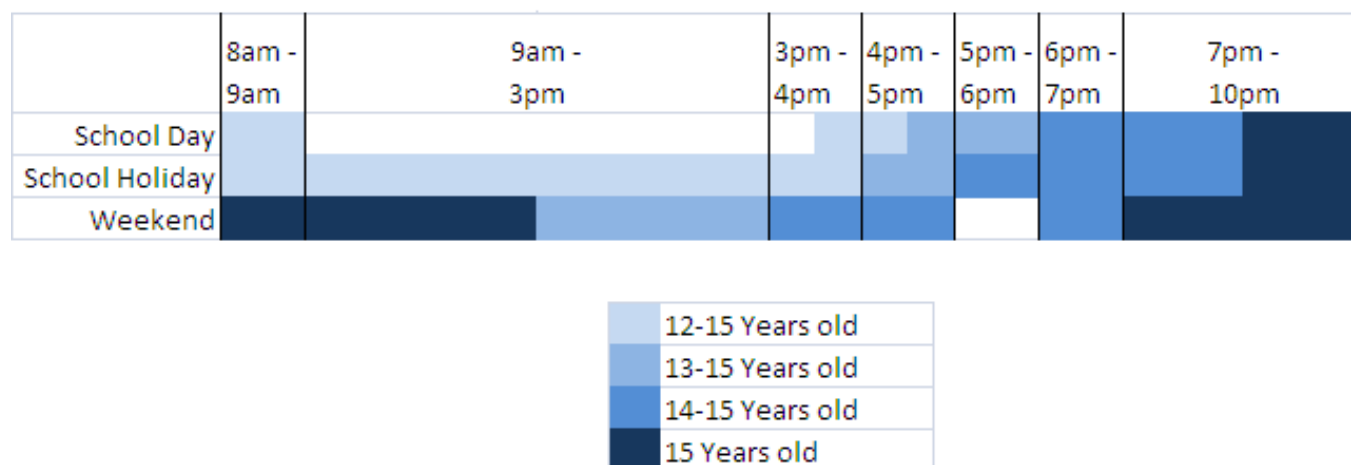 8am -
9am
9am -
3pm
3pm -
4pm
4pm -
5pm
5pm -
6pm
6pm -
7pm
7pm -
10pm
School Day
School Holiday
Weekend
12-15 Years old
13-15 Years old
14-15 Years old
15 Years old